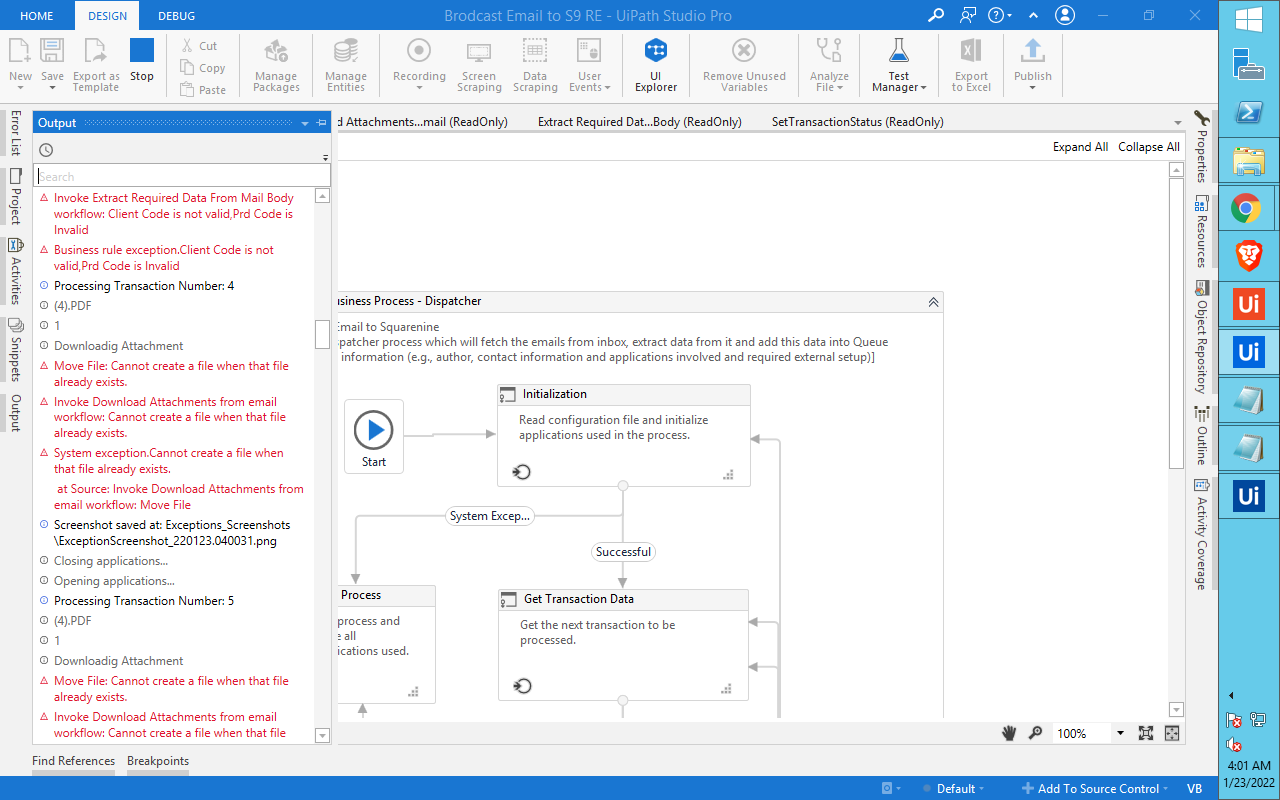 HOME
DESIGN
DEBUG
Brodcast Email to S9 RE - UiPath Studio Pro
New
Save
Export as
Template
Stop
Cut
Copy
Paste
Manage
Packages
Manage
Entities
Recording
Screen
Scraping
Data
Scraping
User
Events
UI
Explorer
Remove Unused
Variables
Analyze
File
Test
Manager
Export
to Excel
Publish
Error List
Project
Activities
Snippets
Output
Output
Search
Invoke Extract Required Data From Mail Body
workflow: Client Code is not valid,Prd Code is
Invalid
Business rule exception.Client Code is not
valid,Prd Code is Invalid
Processing Transaction Number: 4
(4).PDF
1
Downloadig Attachment
Move File: Cannot create a file when that file
already exists.
Invoke Download Attachments from email
workflow: Cannot create a file when that file
already exists.
System exception.Cannot create a file when
that file already exists.
at Source: Invoke Download Attachments from
email workflow: Move File
Screenshot saved at: Exceptions_Screenshots
\ExceptionScreenshot_220123.040031.png
Closing applications...
Opening applications...
Processing Transaction Number: 5
(4).PDF
1
Downloadig Attachment
Move File: Cannot create a file when that file
already exists.
Invoke Download Attachments from email
workflow: Cannot create a file when that file
d Attachments...mail (ReadOnly)
Extract Required Dat...Body (ReadOnly)
SetTransactionStatus (ReadOnly)
Expand All
Collapse All
usiness Process - Dispatcher
Email to Squarenine
patcher process which will fetch the emails from inbox, extract data from it and add this data into Queue
information (e.g., author, contact information and applications involved and required external setup)]
Start
Initialization
Read configuration file and initialize
applications used in the process.
System Excep...
Successful
Process
process and
e all
ications used.
Get Transaction Data
Get the next transaction to be
processed.
100%
Properties
Resources
Object Repository
Outline
Activity Coverage
Find References
Breakpoints
Default
Add To Source Control
VB
Ui
Ui
Ui
4:01 AM
1/23/2022